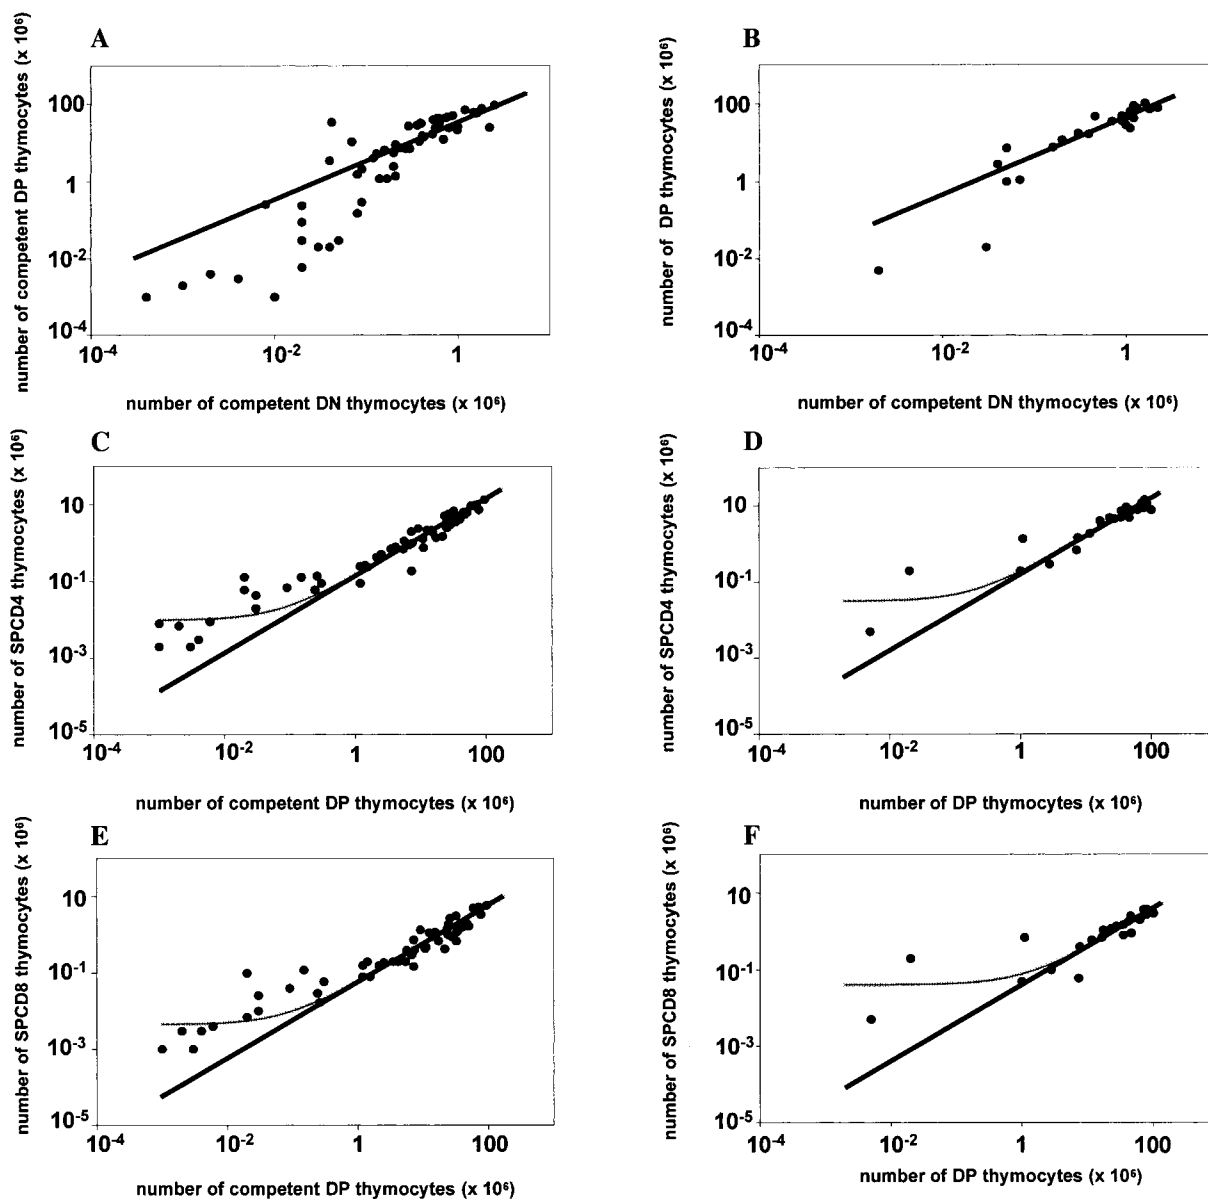 A
number of competent DP thymocytes (x 10⁶)
100
1
10⁻²
10⁻⁴
10⁻⁴
10⁻²
1
number of competent DN thymocytes (x 10⁶)
B
number of DP thymocytes (x 10⁶)
100
1
10⁻²
10⁻⁴
10⁻⁴
10⁻²
1
number of competent DN thymocytes (x 10⁶)
C
number of SPCD4 thymocytes (x 10⁶)
10
10⁻¹
10⁻³
10⁻⁵
10⁻⁴
10⁻²
1
100
number of competent DP thymocytes (x 10⁶)
D
number of SPCD4 thymocytes (x 10⁶)
10
10⁻¹
10⁻³
10⁻⁵
10⁻⁴
10⁻²
1
100
number of DP thymocytes (x 10⁶)
E
number of SPCD8 thymocytes (x 10⁶)
10
10⁻¹
10⁻³
10⁻⁵
10⁻⁴
10⁻²
1
100
number of competent DP thymocytes (x 10⁶)
F
number of SPCD8 thymocytes (x 10⁶)
10
10⁻¹
10⁻³
10⁻⁵
10⁻⁴
10⁻²
1
100
number of DP thymocytes (x 10⁶)